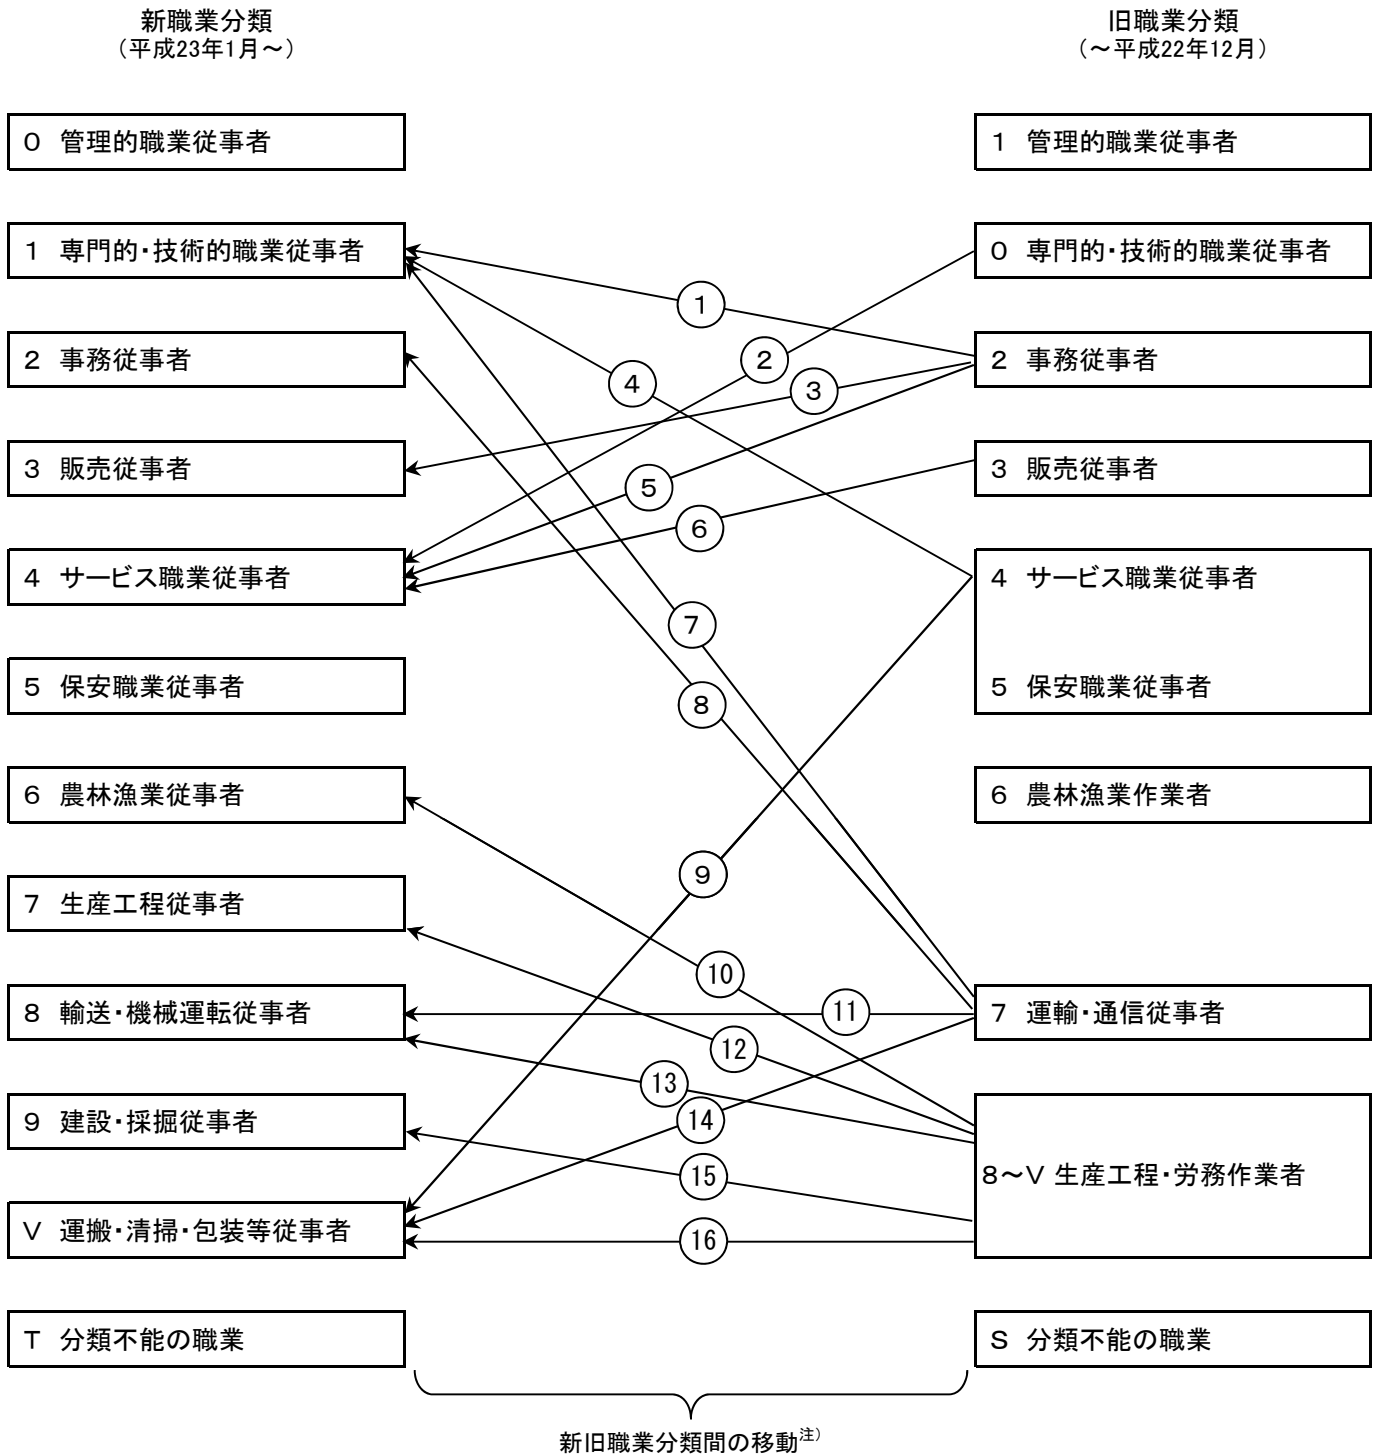 新職業分類
（平成23年1月～）
旧職業分類
（～平成22年12月）
０ 管理的職業従事者
１ 管理的職業従事者
１ 専門的・技術的職業従事者
０ 専門的・技術的職業従事者
①
２ 事務従事者
②
２ 事務従事者
④
③
３ 販売従事者
３ 販売従事者
⑤
⑥
４ サービス職業従事者
４ サービス職業従事者
⑦
５ 保安職業従事者
５ 保安職業従事者
⑧
６ 農林漁業従事者
６ 農林漁業作業者
⑨
７ 生産工程従事者
⑩
８ 輸送・機械運転従事者
⑪
７ 運輸・通信従事者
⑫
⑬
９ 建設・採掘従事者
⑭
⑮
８～Ｖ 生産工程・労務作業者
Ｖ 運搬・清掃・包装等従事者
⑯
Ｔ 分類不能の職業
Ｓ 分類不能の職業
新旧職業分類間の移動注）